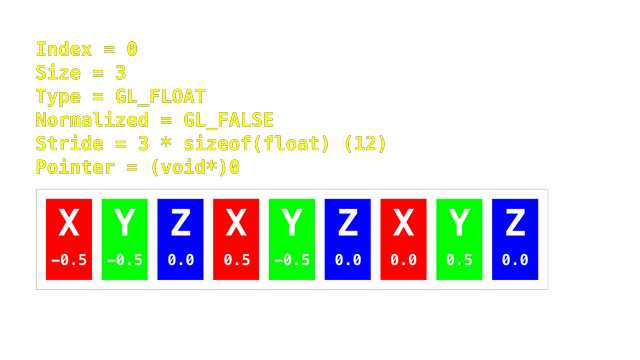 Index = 0
Size = 3
Type = GL_FLOAT
Normalized = GL_FALSE
Stride = 3 * sizeof(float) (12)
Pointer = (void*)0
X Y Z X Y Z X Y Z
-0.5 -0.5 0.0 0.5 -0.5 0.0 0.0 0.5 0.0